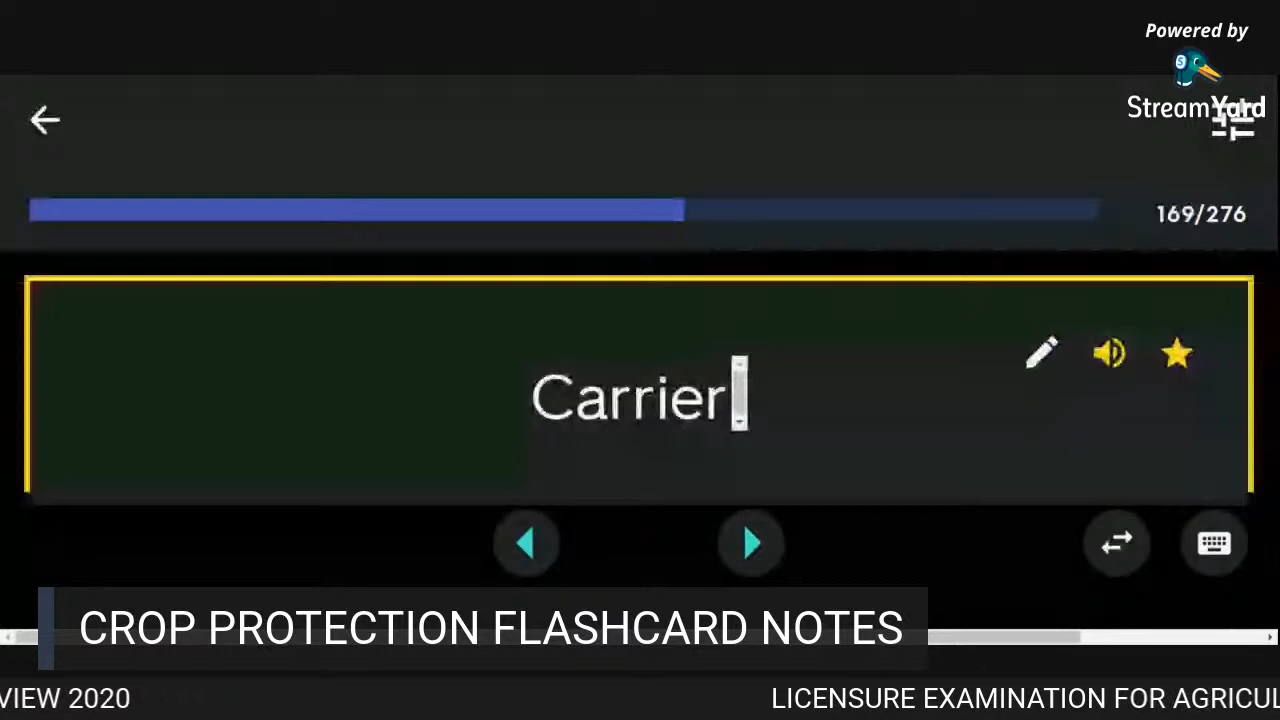 Powered by
StreamYard
169/276
Carrier
CROP PROTECTION FLASHCARD NOTES
VIEW 2020
LICENSURE EXAMINATION FOR AGRICUL